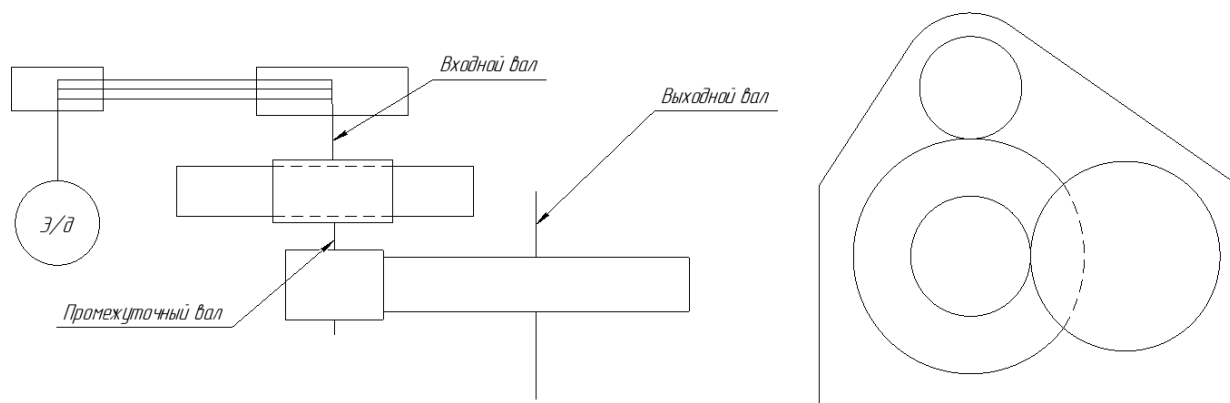 Входной вал
Выходной вал
Э/д
Промежуточный вал